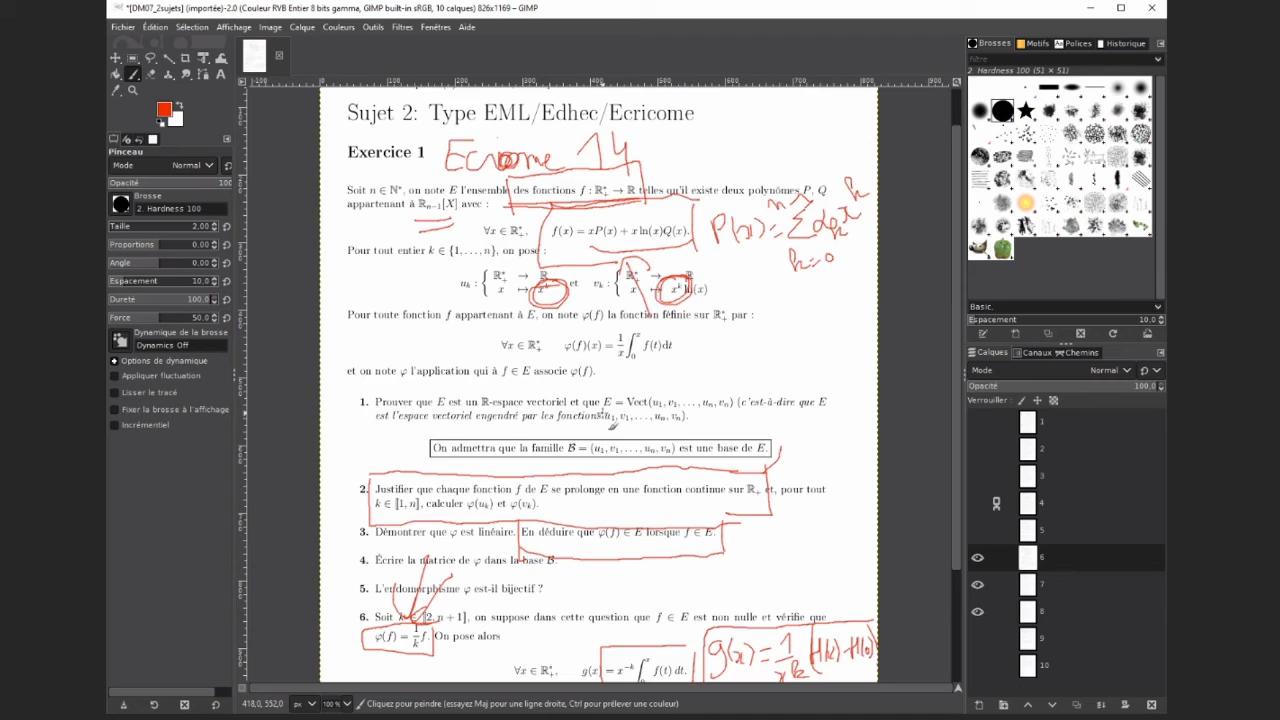 *[DM07_2sujets] (importée)-2.0 (Couleur RVB Entier 8 bits gamma, GIMP built-in sRGB, 10 calques) 826x1169 – GIMP
Fichier Édition Sélection Affichage Image Calque Couleurs Outils Filtres Fenêtres Aide
Pinceau
Mode Normal
Opacité 100
Brosse
2. Hardness 100
Taille 2,00
Proportions 0,00
Angle 0,00
Espacement 10,0
Dureté 100,0
Force 50,0
Dynamique de la brosse
Dynamics Off
Options de dynamique
Appliquer fluctuation
Lisser le tracé
Fixer la brosse à l'affichage
Incrémentiel
Sujet 2: Type EML/Edhec/Ecricome
Exercice 1
14
Soit n ∈ ℕ*, on note E l'ensemble des fonctions f : ℝ*₊ → ℝ telles qu'il existe deux polynômes P, Q
appartenant à ℝₙ₋₁[X] avec :
∀x ∈ ℝ*₊, f(x) = xP(x) + x ln(x)Q(x).
P(x) = Σ
k=0
Pour tout entier k ∈ {1, . . . , n}, on pose :
uₖ : { ℝ*₊ → ℝ et vₖ : { ℝ*₊ → ℝ
x ↦ xᵏ x ↦ xᵏ ln(x)
Pour toute fonction f appartenant à E, on note φ(f) la fonction féfinie sur ℝ*₊ par :
∀x ∈ ℝ*₊ φ(f)(x) = 1/x ∫₀ˣ f(t)dt
et on note φ l'application qui à f ∈ E associe φ(f).
1. Prouver que E est un ℝ-espace vectoriel et que E = Vect(u₁, v₁, . . . , uₙ, vₙ) (c'est-à-dire que E
est l'espace vectoriel engendré par les fonctions u₁, v₁, . . . , uₙ, vₙ).
On admettra que la famille ℬ = (u₁, v₁, . . . , uₙ, vₙ) est une base de E.
2. Justifier que chaque fonction f de E se prolonge en une fonction continue sur ℝ₊ et, pour tout
k ∈ ⟦1, n⟧, calculer φ(uₖ) et φ(vₖ).
3. Démontrer que φ est linéaire. En déduire que φ(f) ∈ E lorsque f ∈ E.
4. Écrire la matrice de φ dans la base ℬ.
5. L'endomorphisme φ est-il bijectif ?
6. Soit k ∈ ⟦2, n + 1⟧, on suppose dans cette question que f ∈ E est non nulle et vérifie que
φ(f) = 1/k f. On pose alors
∀x ∈ ℝ*₊, g(x) = x⁻ᵏ ∫₀ˣ f(t) dt.
418,0, 552,0 px 100 % Cliquez pour peindre (essayez Maj pour une ligne droite, Ctrl pour prélever une couleur)
Brosses Motifs Polices Historique
filtre
2. Hardness 100 (51 × 51)
Basic,
Espacement 10,0
Calques Canaux Chemins
Mode Normal
Opacité 100,0
Verrouiller :
1
2
3
4
5
6
7
8
9
10